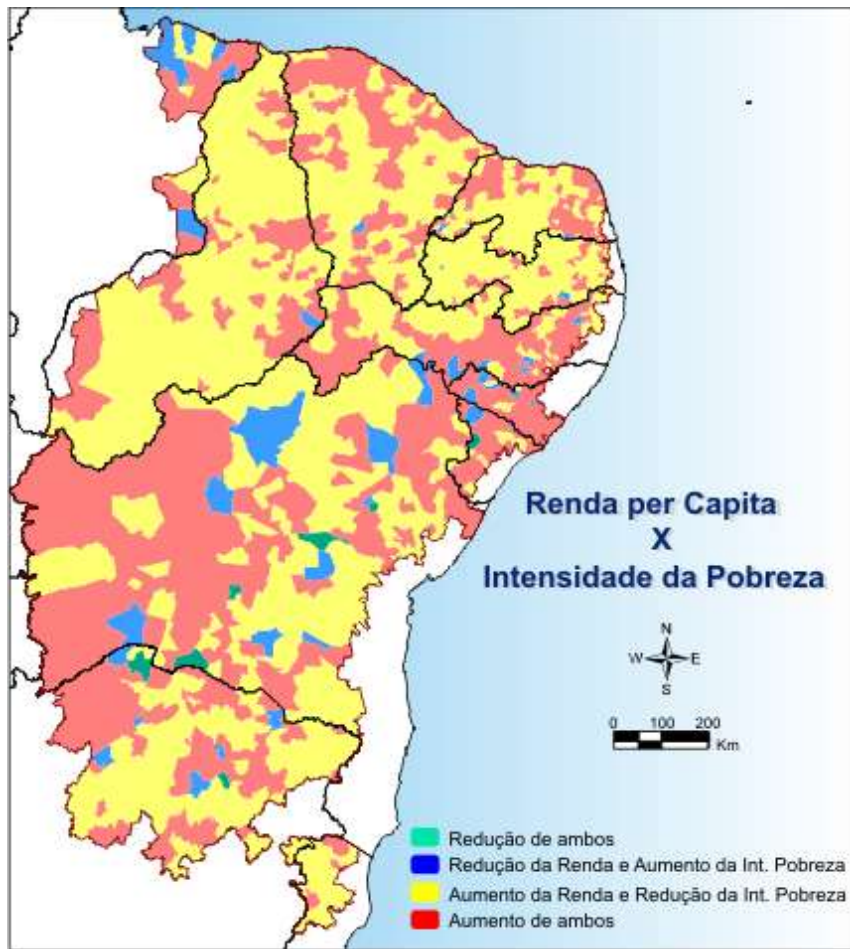 Renda per Capita
X
Intensidade da Pobreza
N
W E
S
0 100 200
Km
Redução de ambos
Redução da Renda e Aumento da Int. Pobreza
Aumento da Renda e Redução da Int. Pobreza
Aumento de ambos